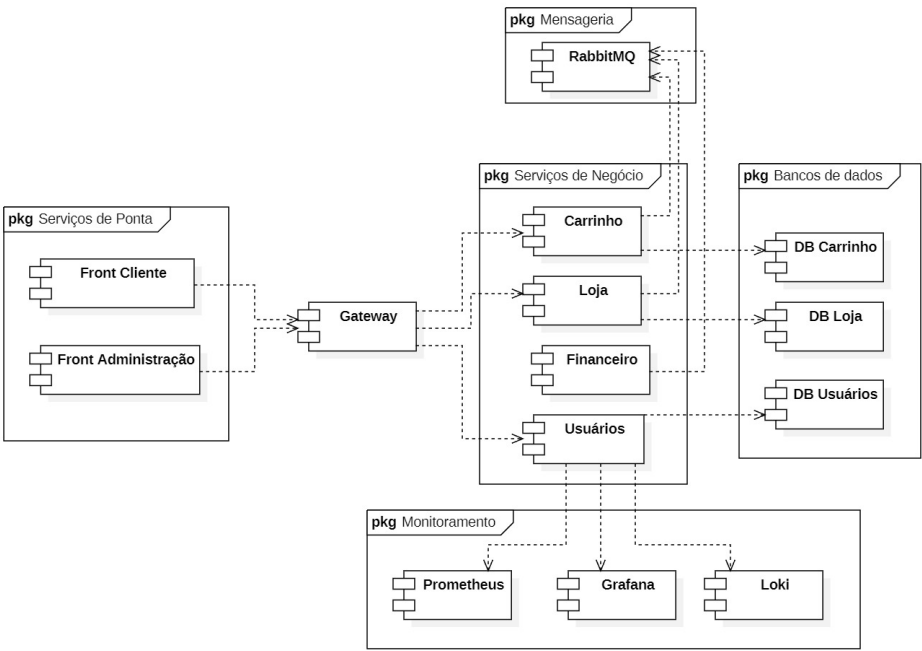 pkg Mensageria
RabbitMQ
pkg Serviços de Negócio
pkg Bancos de dados
pkg Serviços de Ponta
Carrinho
DB Carrinho
Front Cliente
Loja
Gateway
DB Loja
Front Administração
Financeiro
DB Usuários
Usuários
pkg Monitoramento
Prometheus
Grafana
Loki